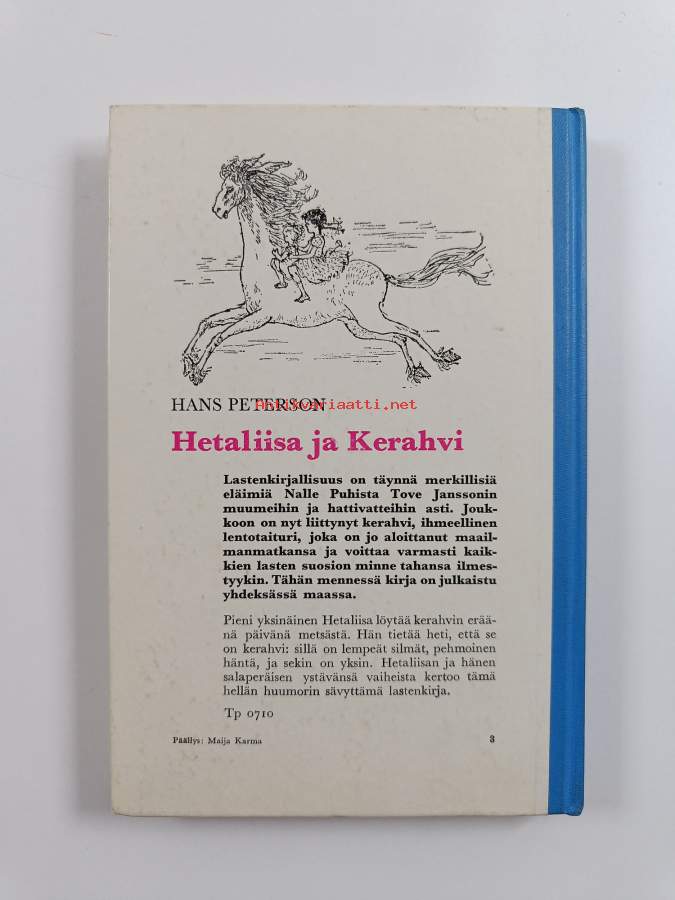 HANS PETERSON
Antikvariaatti.net
Hetaliisa ja Kerahvi
Lastenkirjallisuus on täynnä merkillisiä
eläimiä Nalle Puhista Tove Janssonin
muumeihin ja hattivatteihin asti. Jouk-
koon on nyt liittynyt kerahvi, ihmeellinen
lentotaituri, joka on jo aloittanut maail-
manmatkansa ja voittaa varmasti kaik-
kien lasten suosion minne tahansa ilmes-
tyykin. Tähän mennessä kirja on julkaistu
yhdeksässä maassa.
Pieni yksinäinen Hetaliisa löytää kerahvin erää-
nä päivänä metsästä. Hän tietää heti, että se
on kerahvi: sillä on lempeät silmät, pehmoinen
häntä, ja sekin on yksin. Hetaliisan ja hänen
salaperäisen ystävänsä vaiheista kertoo tämä
hellän huumorin sävyttämä lastenkirja.
Tp 0710
Päällys: Maija Karma
3